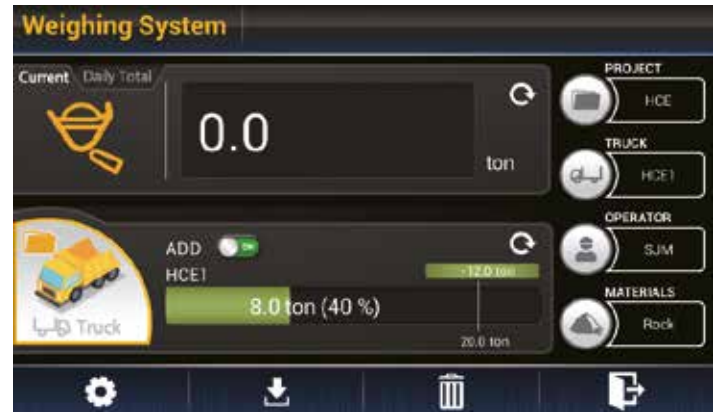 Weighing System
Current Daily Total
0.0
ton
PROJECT
HCE
TRUCK
HCE1
OPERATOR
SJM
MATERIALS
Rock
ADD ON
HCE1
-12.0 ton
8.0 ton (40 %)
20.0 ton
Truck